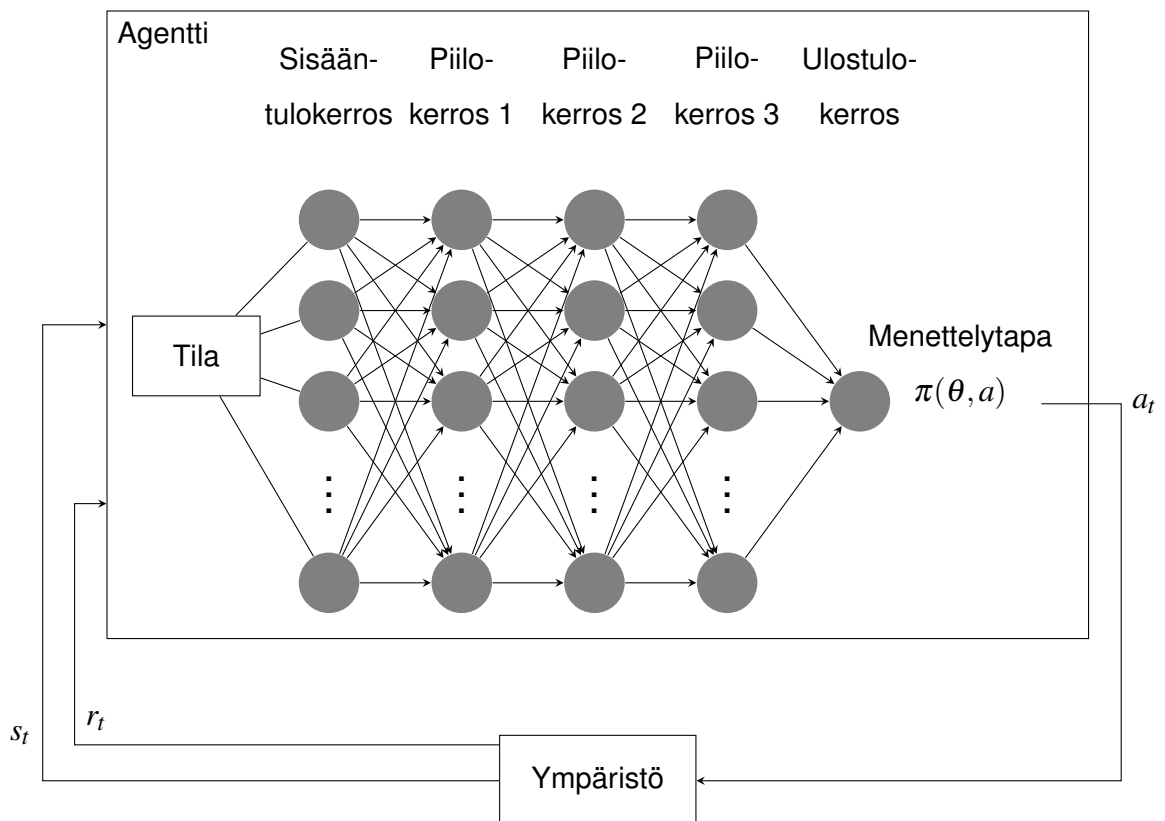 Agentti
Sisään-
tulokerros
Piilo-
kerros 1
Piilo-
kerros 2
Piilo-
kerros 3
Ulostulo-
kerros
Tila
Menettelytapa
π(θ,a)
a_t
r_t
s_t
Ympäristö